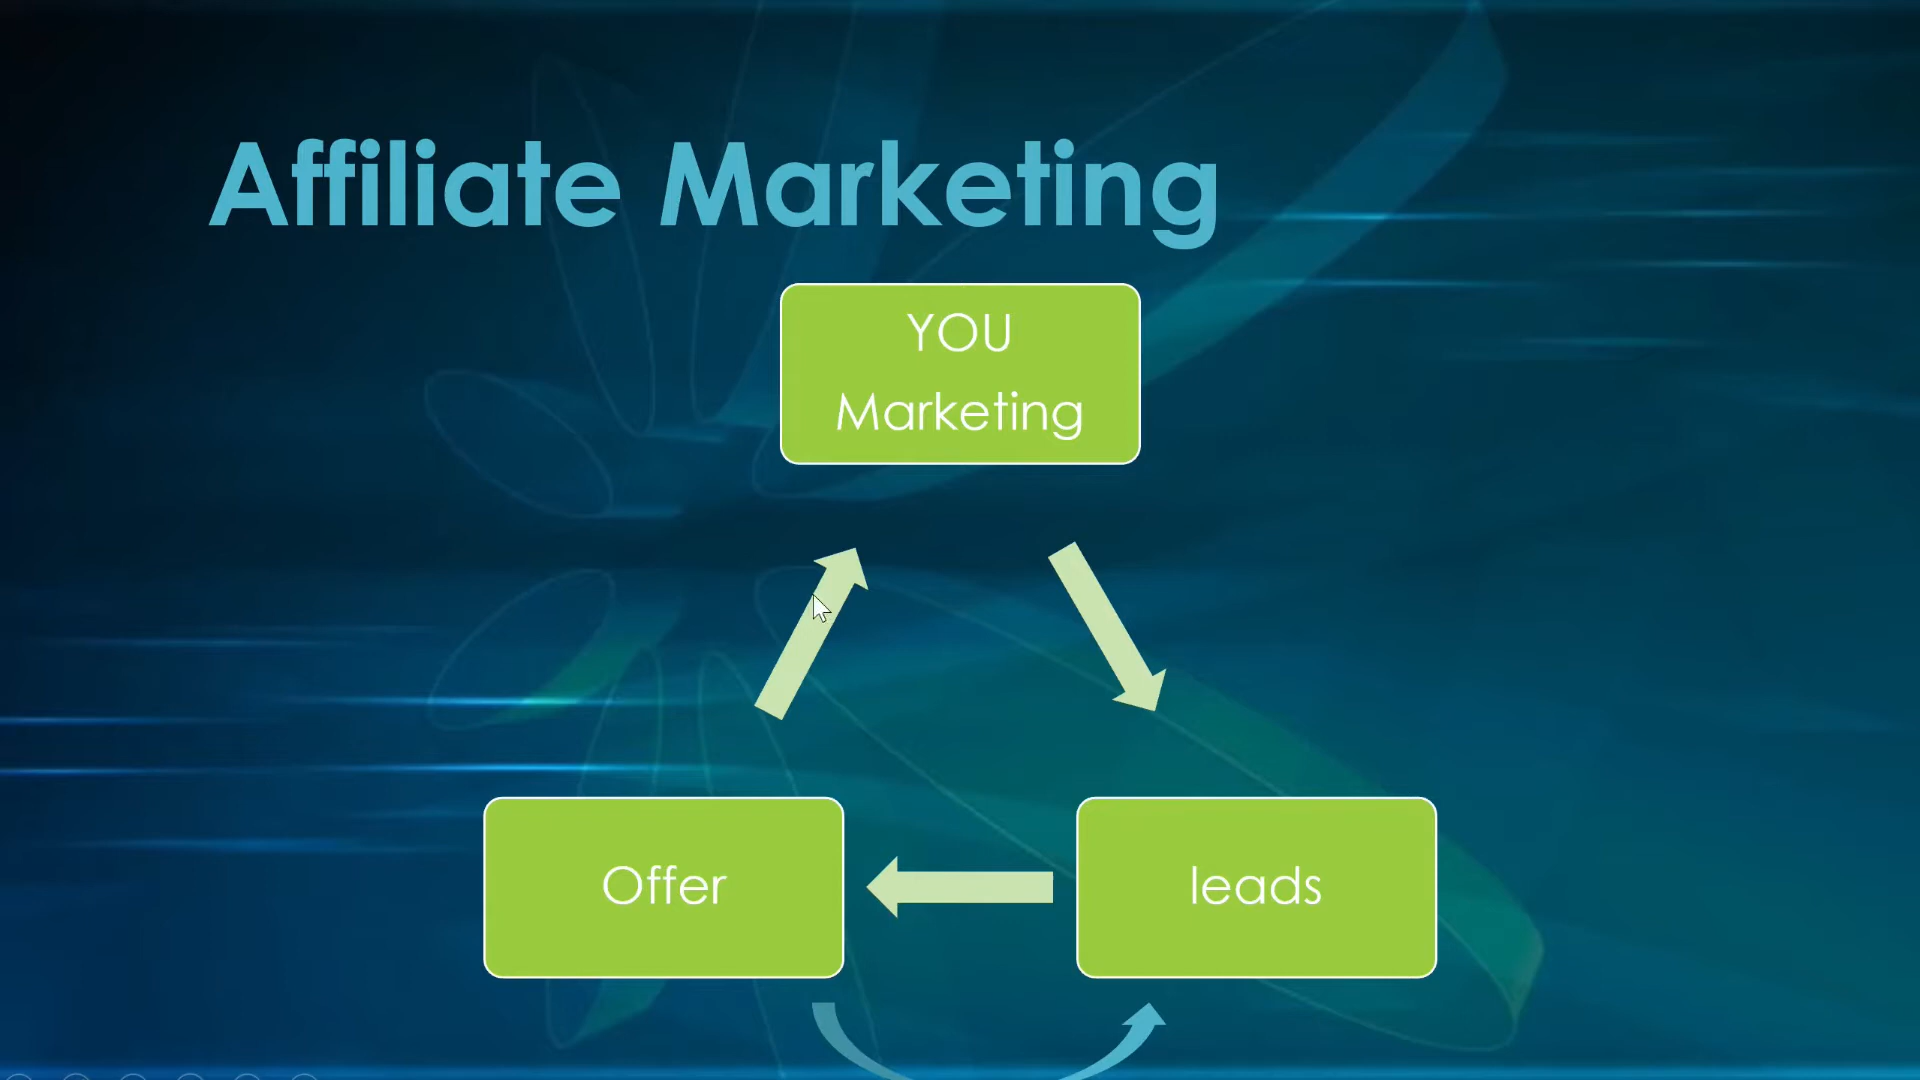 Affiliate Marketing
YOU
Marketing
Offer
leads